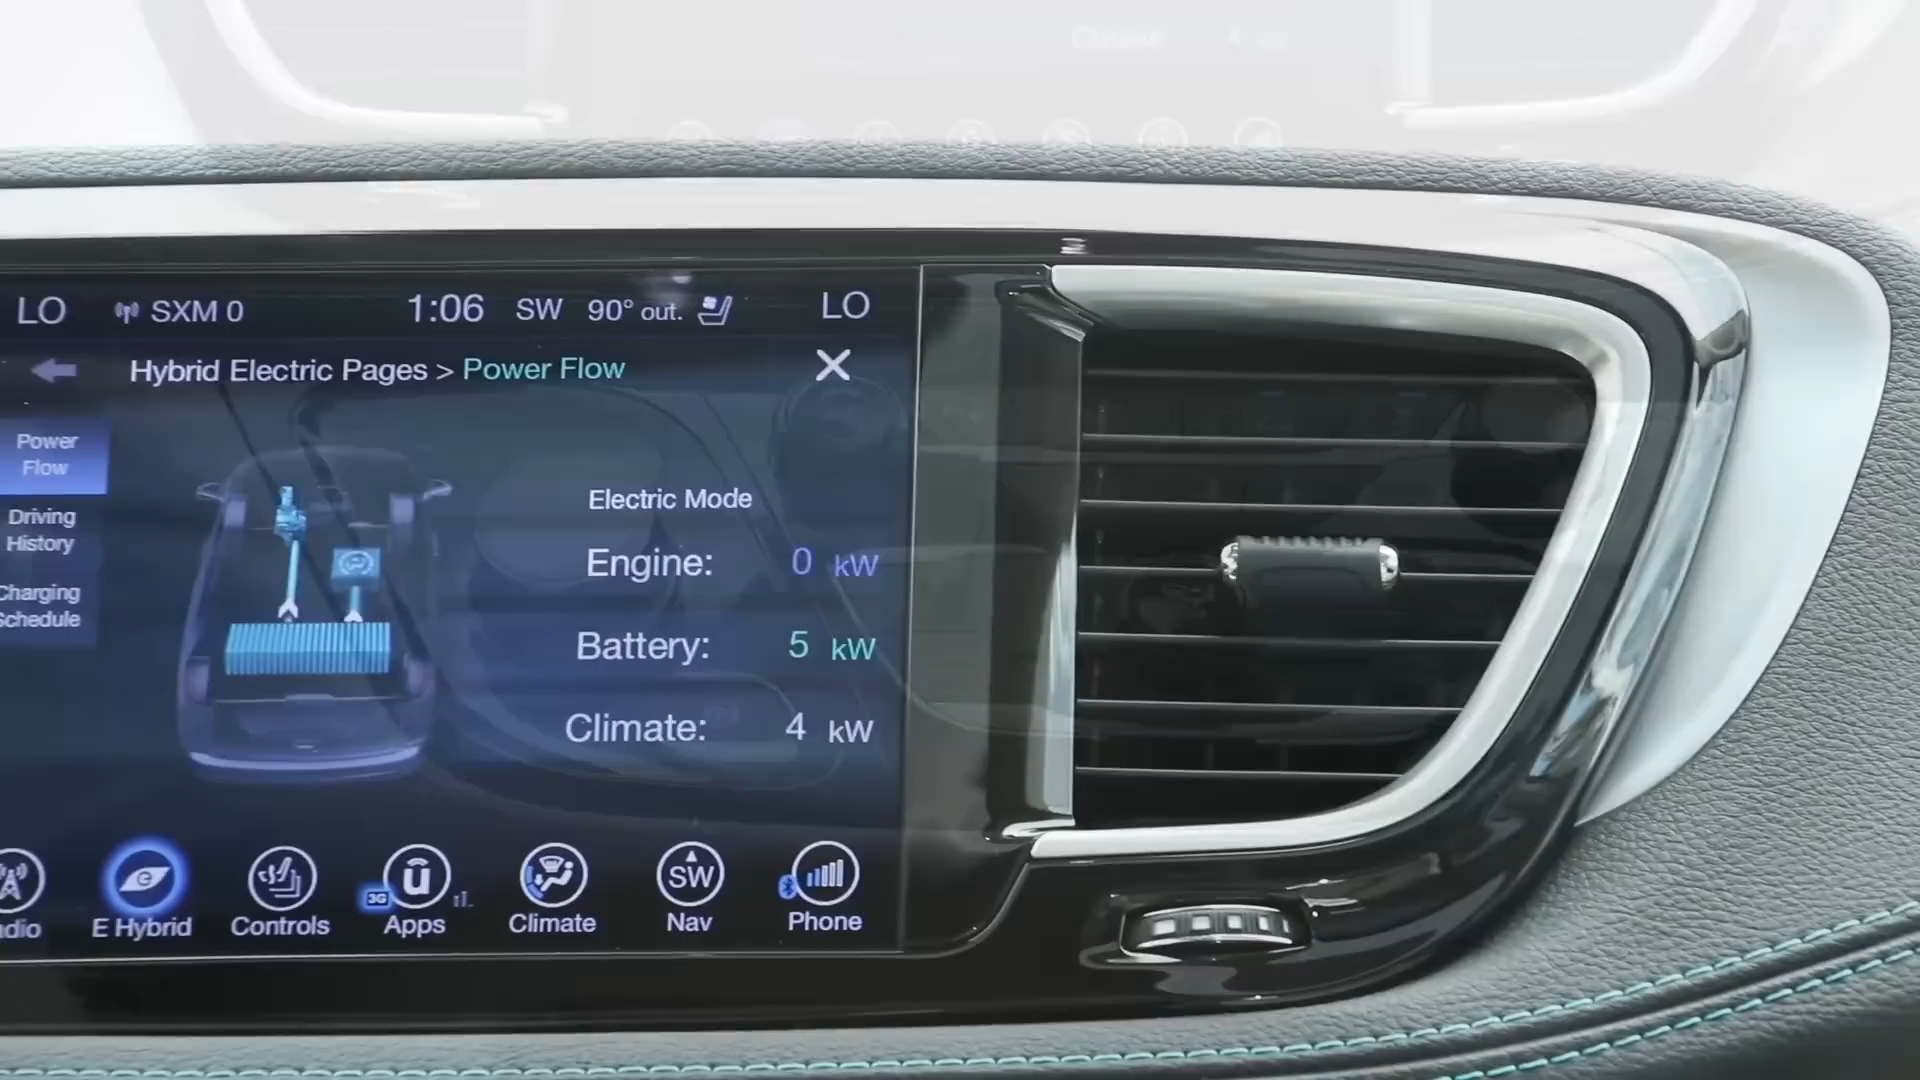 LO SXM 0 1:06 SW 90° out. LO
Hybrid Electric Pages > Power Flow
Power
Flow
Driving
History
Charging
Schedule
Electric Mode
Engine: 0 kW
Battery: 5 kW
Climate: 4 kW
3G
SW
dio E Hybrid Controls Apps Climate Nav Phone